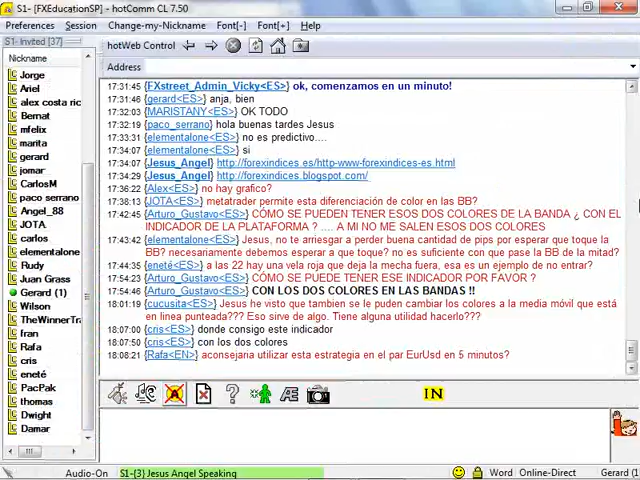 S1- [FXEducationSP] - hotComm CL 7.50
Preferences Session Change-my-Nickname Font[-] Font[+] Help
S1- Invited [37]
Nickname
Jorge
Ariel
alex costa ric
Bernat
mfelix
marita
gerard
jomar
CarlosM
paco serrano
Angel_88
JOTA
carlos
elementalone
Rudy
Juan Grass
Gerard (1)
Wilson
TheWinnerTra
fran
Rafa
cris
eneté
PacPak
thomas
Dwight
Damar
hotWeb Control
Address
17:31:45 {FXstreet_Admin_Vicky<ES>} ok, comenzamos en un minuto!
17:31:46 {gerard<ES>} anja, bien
17:32:03 {MARISTANY<ES>} OK TODO
17:32:19 {paco_serrano} hola buenas tardes Jesus
17:33:31 {elementalone<ES>} no es predictivo....
17:34:06 {elementalone<ES>} si
17:34:07 {Jesus_Angel} http://forexindices.es/http-www-forexindices-es.html
17:34:29 {Jesus_Angel} http://forexindices.blogspot.com/
17:36:22 {Alex<ES>} no hay grafico?
17:38:13 {JOTA<ES>} metatrader permite esta diferenciación de color en las BB?
17:42:45 {Arturo_Gustavo<ES>} CÓMO SE PUEDEN TENER ESOS DOS COLORES DE LA BANDA ¿ CON EL
INDICADOR DE LA PLATAFORMA ? .... A MI NO ME SALEN ESOS DOS COLORES
17:43:42 {elementalone<ES>} Jesus, no te arriesgar a perder buena cantidad de pips por esperar que toque la
BB? necesariamente debemos esperar a que toque? no es suficiente con que pase la BB de la mitad?
17:44:35 {eneté<ES>} a las 22 hay una vela roja que deja la mecha fuera, esa es un ejemplo de no entrar?
17:54:23 {Arturo_Gustavo<ES>} CÓMO SE PUEDE TENER ESE INDICADOR POR FAVOR ?
17:54:46 {Arturo_Gustavo<ES>} CON LOS DOS COLORES EN LAS BANDAS !!
18:01:19 {cucusita<ES>} Jesus he visto que tambien se le puden cambiar los colores a la media móvil que está
en linea punteada??? Eso sirve de algo. Tiene alguna utilidad hacerlo???
18:07:00 {cris<ES>} donde consigo este indicador
18:07:50 {cris<ES>} con los dos colores
18:08:21 {Rafa<EN>} aconsejaria utilizar esta estrategia en el par EurUsd en 5 minutos?
IN
Audio-On S1-{3} Jesus Angel Speaking Word Online-Direct Gerard (1